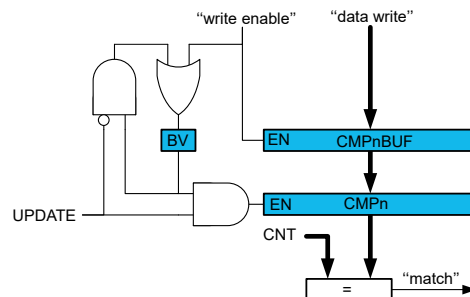 “write enable” “data write”
BV EN CMPnBUF
UPDATE EN CMPn
CNT
= “match”